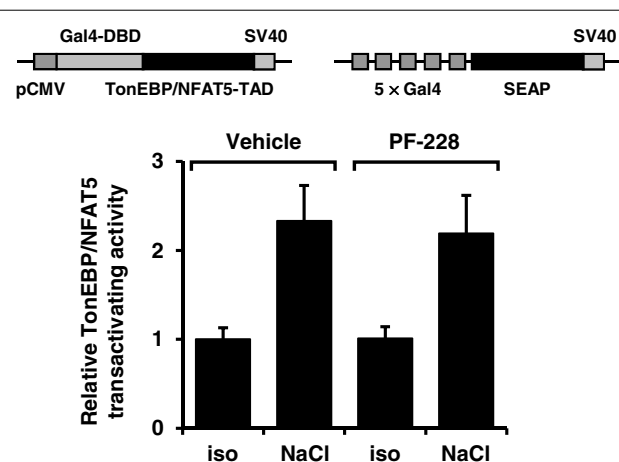 Gal4-DBD SV40 SV40
pCMV TonEBP/NFAT5-TAD 5 × Gal4 SEAP
Vehicle PF-228
Relative TonEBP/NFAT5
transactivating activity
3
2
1
0
iso NaCl iso NaCl